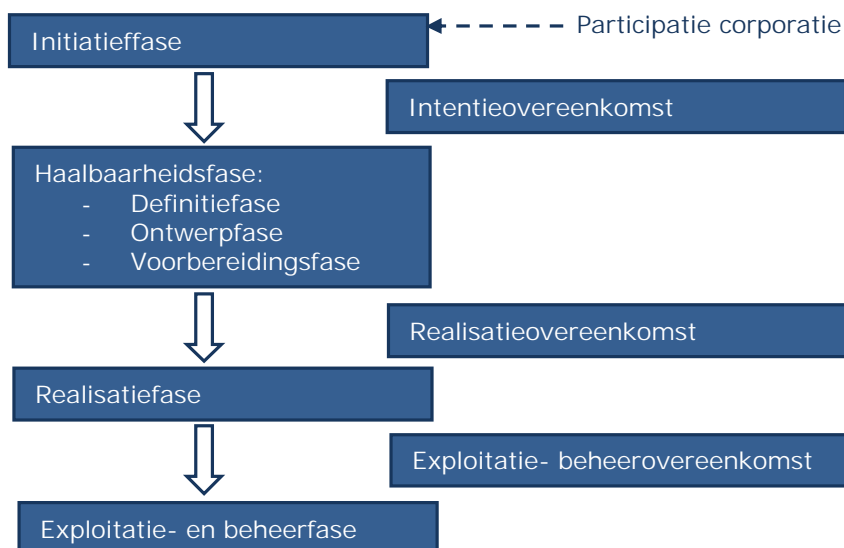 Initiatieffase
Participatie corporatie
Intentieovereenkomst
Haalbaarheidsfase:
- Definitiefase
- Ontwerpfase
- Voorbereidingsfase
Realisatieovereenkomst
Realisatiefase
Exploitatie- beheerovereenkomst
Exploitatie- en beheerfase